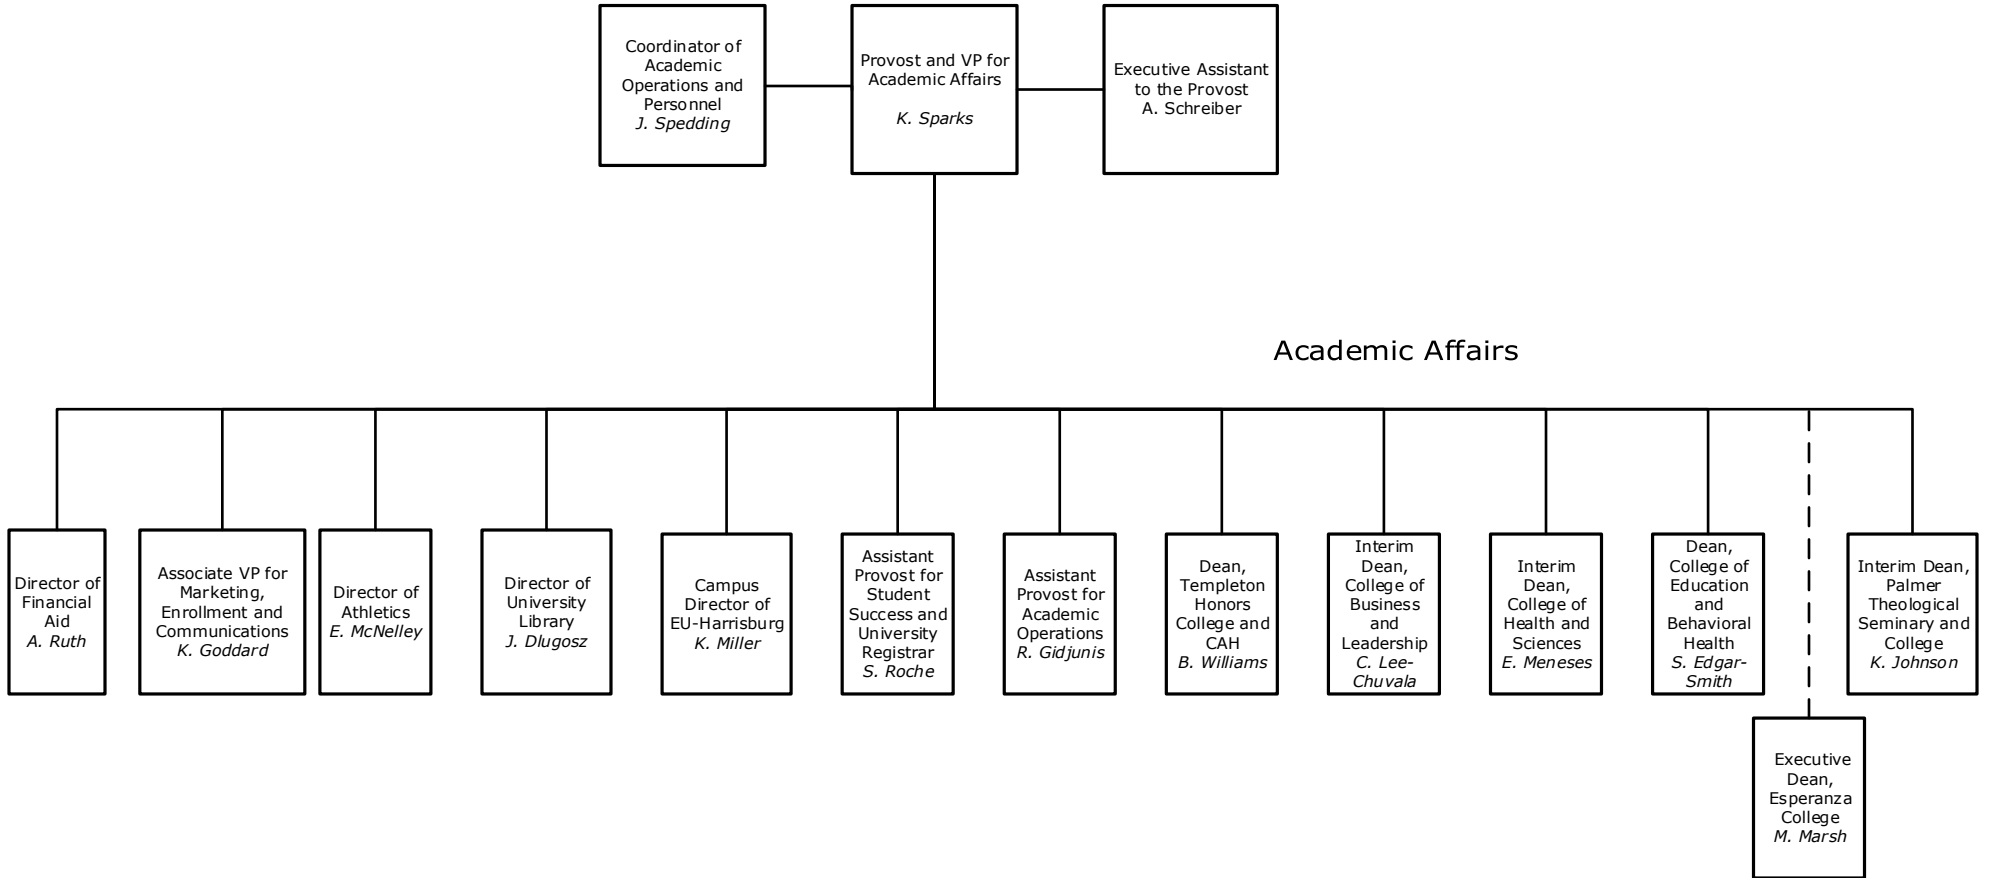 Coordinator of
Academic
Operations and
Personnel
J. Spedding
Provost and VP for
Academic Affairs
K. Sparks
Executive Assistant
to the Provost
A. Schreiber
Academic Affairs
Director of
Financial
Aid
A. Ruth
Associate VP for
Marketing,
Enrollment and
Communications
K. Goddard
Director of
Athletics
E. McNelley
Director of
University
Library
J. Dlugosz
Campus
Director of
EU-Harrisburg
K. Miller
Assistant
Provost for
Student
Success and
University
Registrar
S. Roche
Assistant
Provost for
Academic
Operations
R. Gidjunis
Dean,
Templeton
Honors
College and
CAH
B. Williams
Interim
Dean,
College of
Business
and
Leadership
C. Lee-
Chuvala
Interim
Dean,
College of
Health and
Sciences
E. Meneses
Dean,
College of
Education
and
Behavioral
Health
S. Edgar-
Smith
Interim Dean,
Palmer
Theological
Seminary and
College
K. Johnson
Executive
Dean,
Esperanza
College
M. Marsh